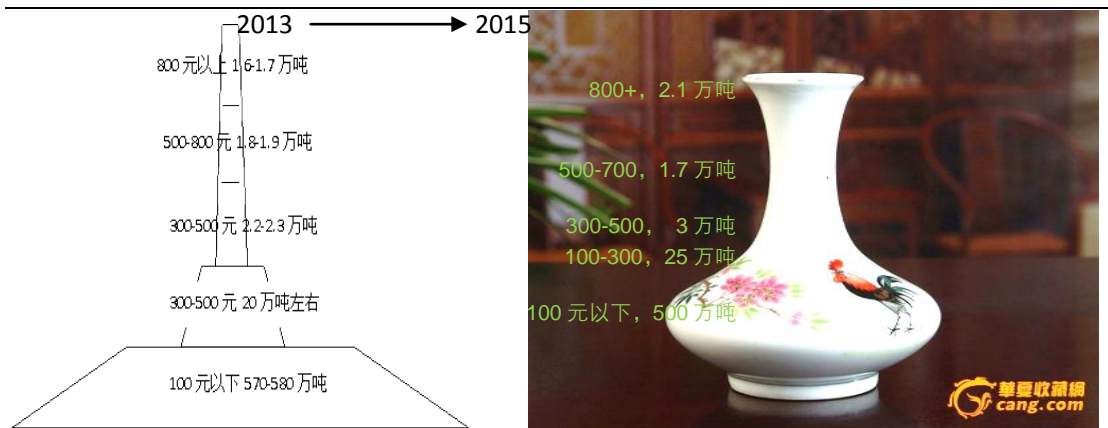 2013 2015
800 元以上 1.6-1.7 万吨
500-800 元 1.8-1.9 万吨
300-500 元 2.2-2.3 万吨
300-500 元 20 万吨左右
100 元以下 570-580 万吨
800+，2.1 万吨
500-700，1.7 万吨
300-500， 3 万吨
100-300，25 万吨
100 元以下，500 万吨
華夏收藏網
cang.com